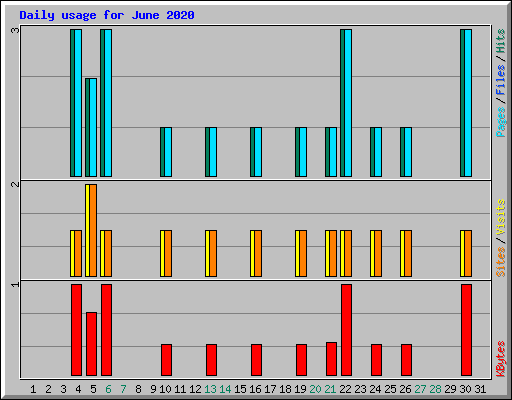 Daily usage for June 2020
3
Pages/Files/Hits
2
Sites/Visits
1
KBytes
1 2 3 4 5 6 7 8 9 10 11 12 13 14 15 16 17 18 19 20 21 22 23 24 25 26 27 28 29 30 31